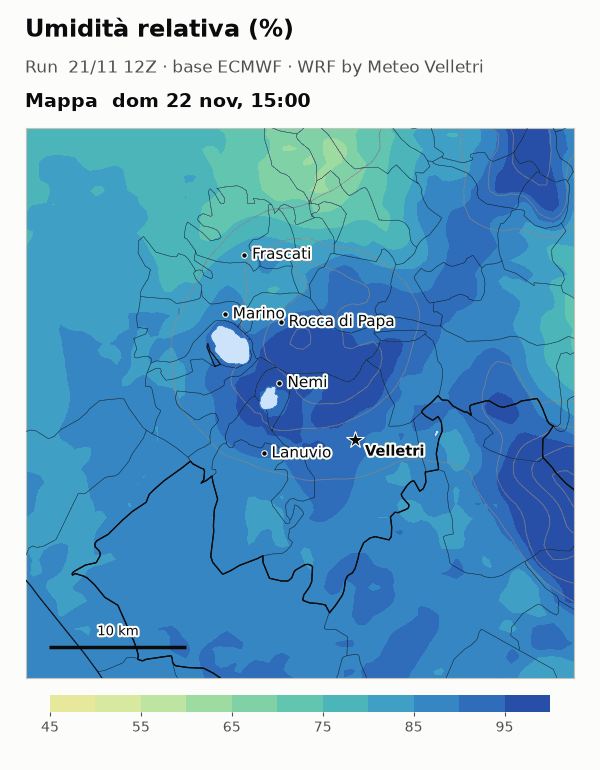 Umidità relativa (%)
Run  21/11 12Z · base ECMWF · WRF by Meteo Velletri
Mappa  dom 22 nov, 15:00
Frascati
Marino
Rocca di Papa
Nemi
Velletri
Lanuvio
10 km
45 55 65 75 85 95